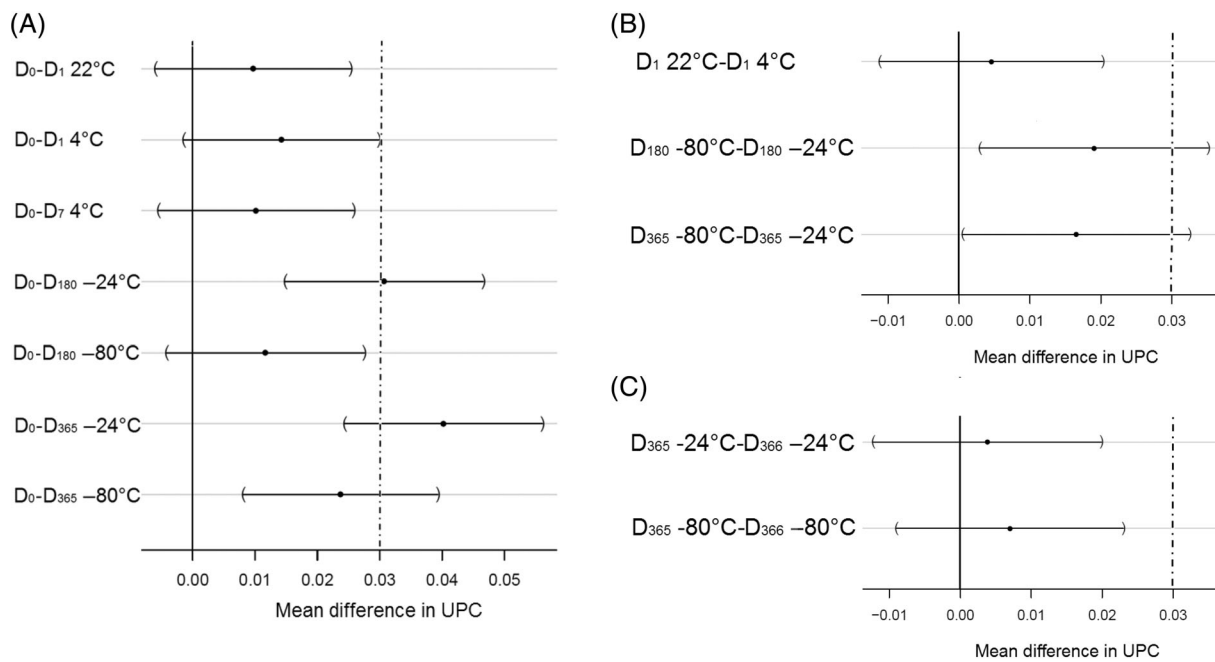 (A)
D₀-D₁ 22°C
D₀-D₁ 4°C
D₀-D₇ 4°C
D₀-D₁₈₀ –24°C
D₀-D₁₈₀ –80°C
D₀-D₃₆₅ –24°C
D₀-D₃₆₅ –80°C
0.00 0.01 0.02 0.03 0.04 0.05
Mean difference in UPC
(B)
D₁ 22°C-D₁ 4°C
D₁₈₀ -80°C-D₁₈₀ –24°C
D₃₆₅ -80°C-D₃₆₅ –24°C
−0.01 0.00 0.01 0.02 0.03
Mean difference in UPC
(C)
D₃₆₅ -24°C-D₃₆₆ –24°C
D₃₆₅ -80°C-D₃₆₆ –80°C
−0.01 0.00 0.01 0.02 0.03
Mean difference in UPC